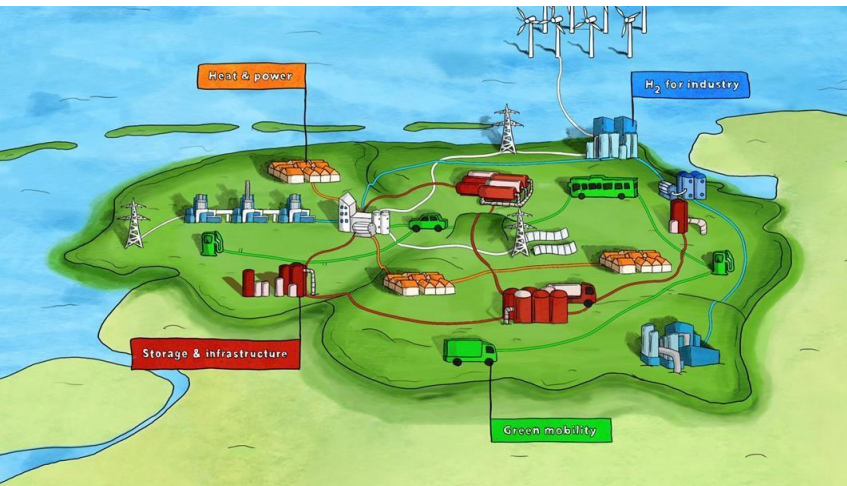 Heat & power
H₂ for industry
Storage & infrastructure
Green mobility